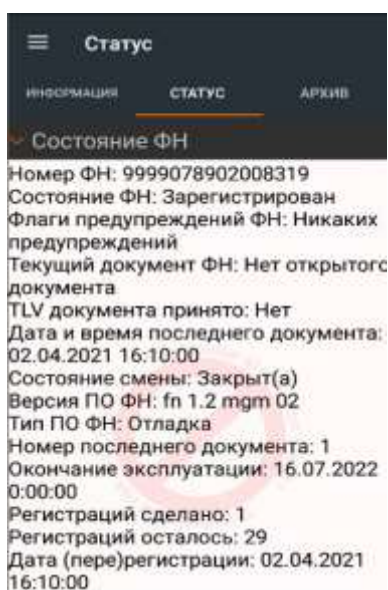 Статус
ИНФОРМАЦИЯ СТАТУС АРХИВ
Состояние ФН
Номер ФН: 9999078902008319
Состояние ФН: Зарегистрирован
Флаги предупреждений ФН: Никаких
предупреждений
Текущий документ ФН: Нет открытого
документа
TLV документа принято: Нет
Дата и время последнего документа:
02.04.2021 16:10:00
Состояние смены: Закрыт(а)
Версия ПО ФН: fn 1.2 mgm 02
Тип ПО ФН: Отладка
Номер последнего документа: 1
Окончание эксплуатации: 16.07.2022
0:00:00
Регистраций сделано: 1
Регистраций осталось: 29
Дата (пере)регистрации: 02.04.2021
16:10:00